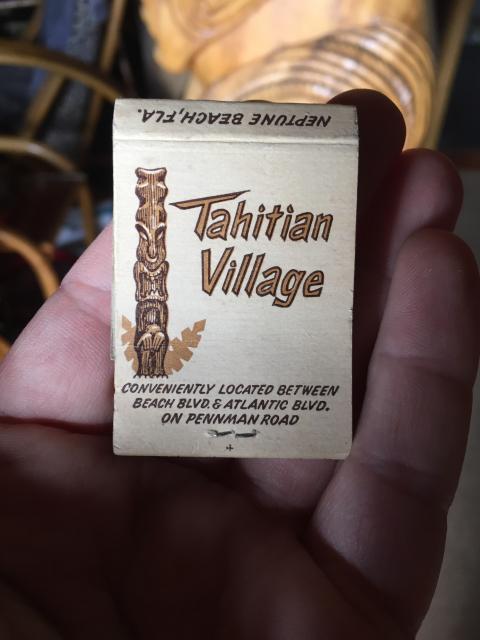 NEPTUNE BEACH, FLA.
Tahitian
Village
CONVENIENTLY LOCATED BETWEEN
BEACH BLVD. & ATLANTIC BLVD.
ON PENNMAN ROAD